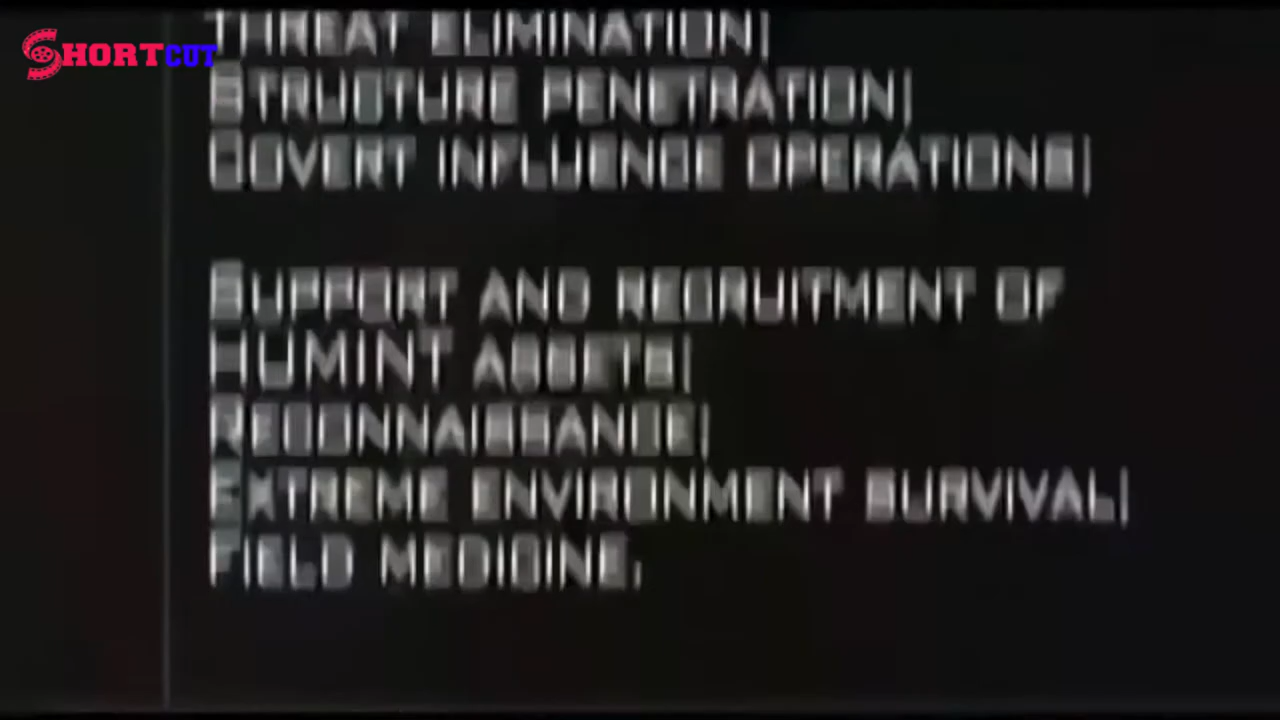 SHORTCUT
THREAT ELIMINATION|
STRUCTURE PENETRATION|
COVERT INFLUENCE OPERATIONS|
SUPPORT AND RECRUITMENT OF
HUMINT ASSETS|
RECONNAISSANCE|
EXTREME ENVIRONMENT SURVIVAL|
FIELD MEDICINE.